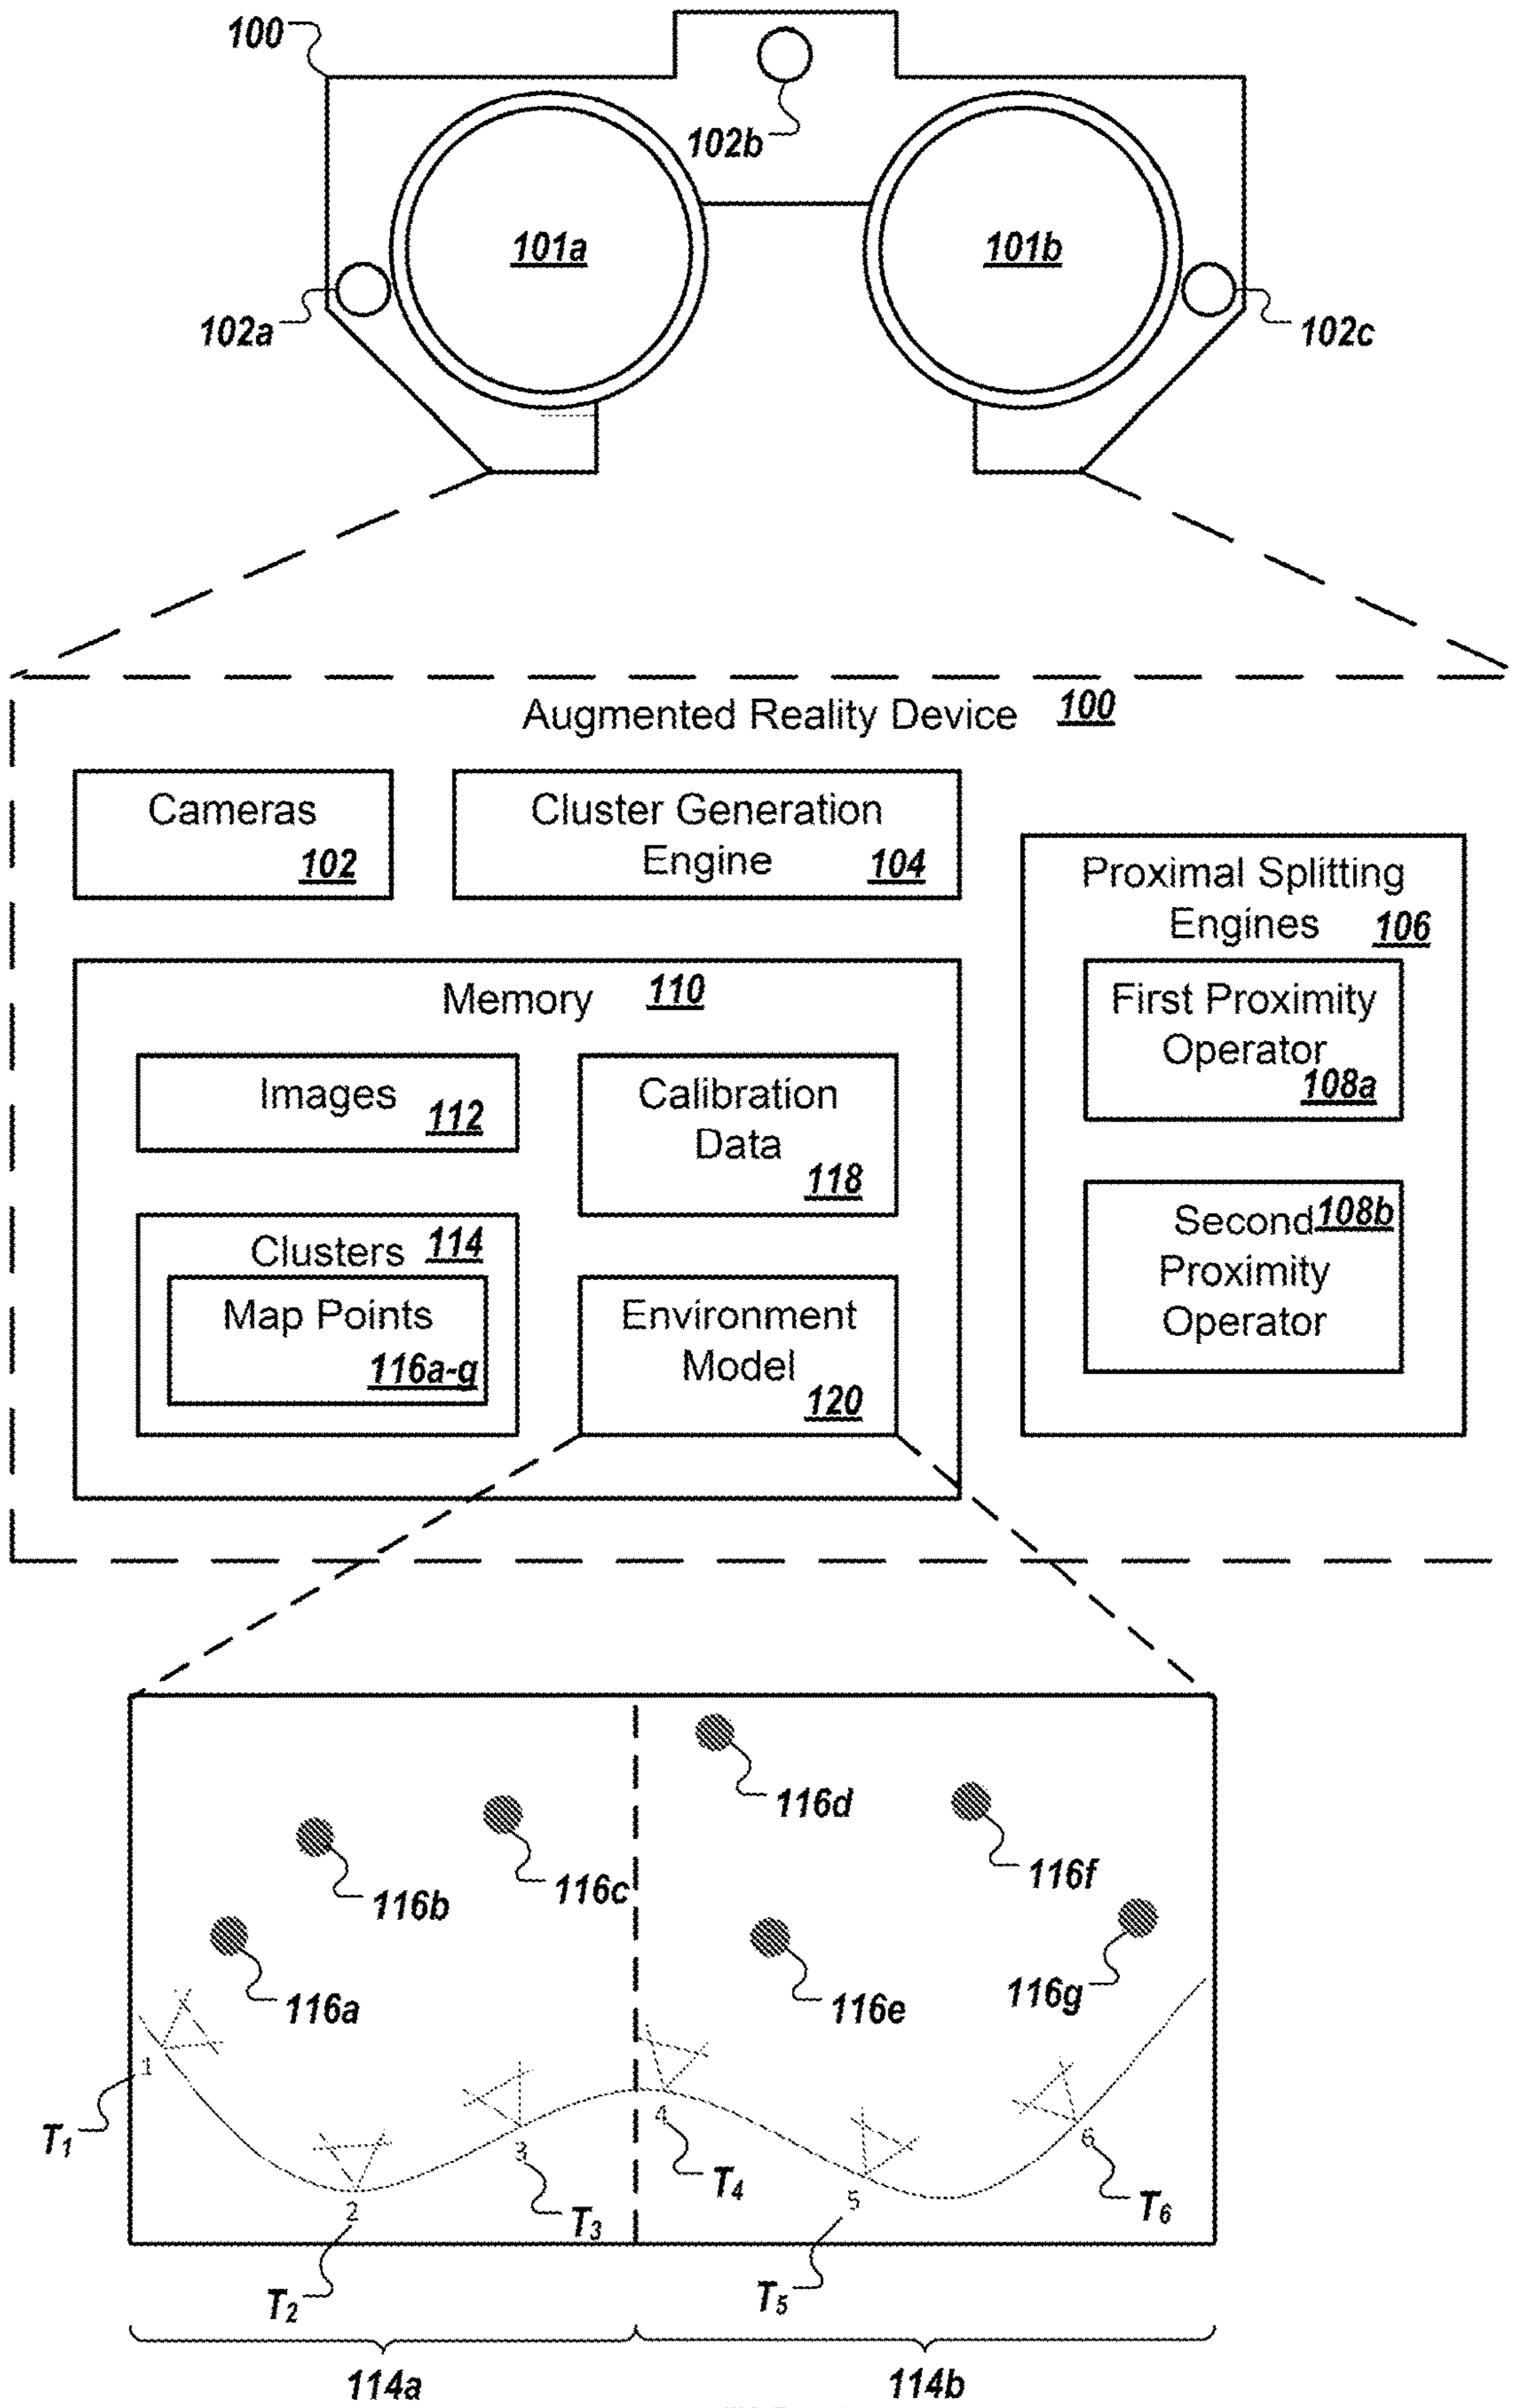 100
102b
101a
101b
102a
102c
Augmented Reality Device 100
Cameras
102
Cluster Generation
Engine 104
Proximal Splitting
Engines 106
Memory 110
First Proximity
Operator
108a
Images
112
Calibration
Data
118
Second 108b
Proximity
Operator
Clusters 114
Map Points
116a-g
Environment
Model
120
116d
116b
116c
116f
116a
116e
116g
1
T1
2
T2
3
T3
4
T4
5
T5
6
T6
114a
114b